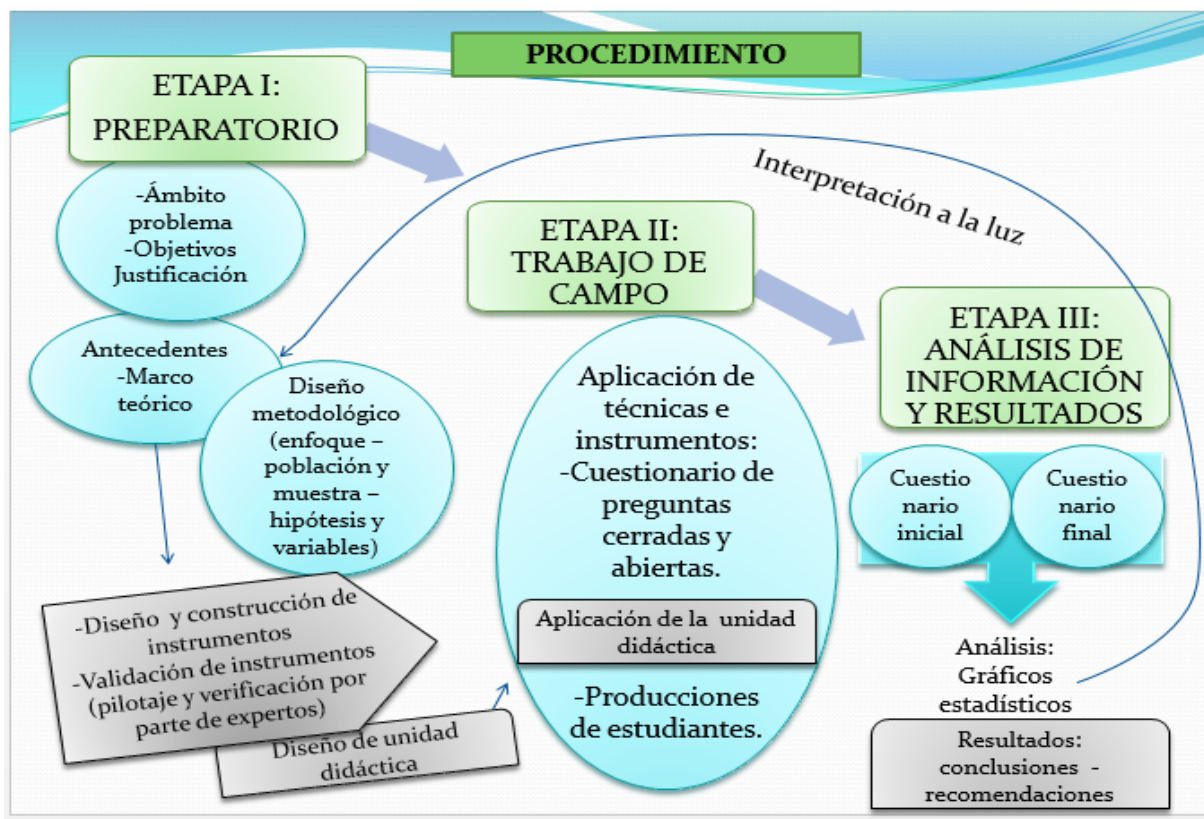 PROCEDIMIENTO
ETAPA I:
PREPARATORIO
-Ámbito
problema
-Objetivos
Justificación
Antecedentes
-Marco
teórico
Diseño
metodológico
(enfoque –
población y
muestra –
hipótesis y
variables)
-Diseño y construcción de
instrumentos
-Validación de instrumentos
(pilotaje y verificación por
parte de expertos)
Diseño de unidad
didáctica
ETAPA II:
TRABAJO DE
CAMPO
Aplicación de
técnicas e
instrumentos:
-Cuestionario de
preguntas
cerradas y
abiertas.
Aplicación de la unidad
didáctica
-Producciones
de estudiantes.
Interpretación a la luz
ETAPA III:
ANÁLISIS DE
INFORMACIÓN
Y RESULTADOS
Cuestio
nario
inicial
Cuestio
nario
final
Análisis:
Gráficos
estadísticos
Resultados:
conclusiones -
recomendaciones